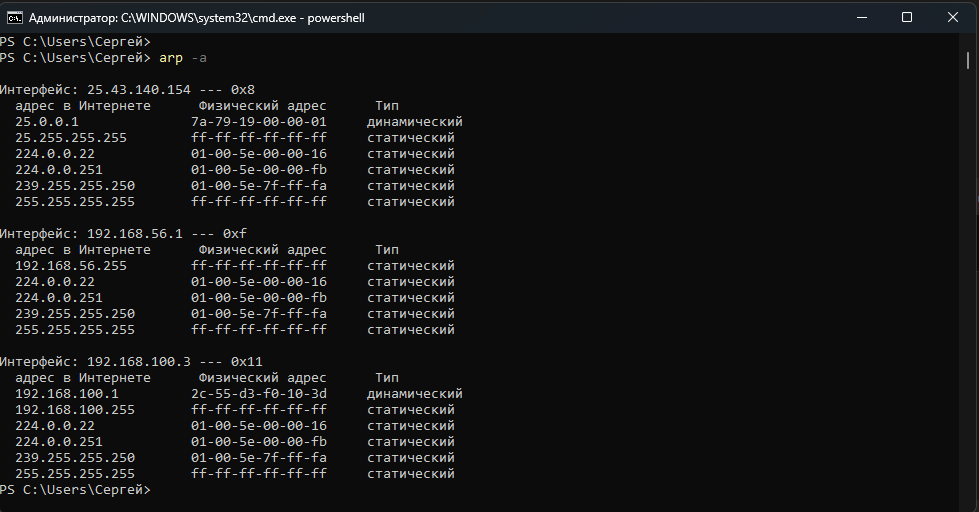 Администратор: C:\WINDOWS\system32\cmd.exe - powershell
PS C:\Users\Сергей>
PS C:\Users\Сергей> arp -a
Интерфейс: 25.43.140.154 --- 0x8
адрес в Интернете Физический адрес Тип
25.0.0.1 7a-79-19-00-00-01 динамический
25.255.255.255 ff-ff-ff-ff-ff-ff статический
224.0.0.22 01-00-5e-00-00-16 статический
224.0.0.251 01-00-5e-00-00-fb статический
239.255.255.250 01-00-5e-7f-ff-fa статический
255.255.255.255 ff-ff-ff-ff-ff-ff статический
Интерфейс: 192.168.56.1 --- 0xf
адрес в Интернете Физический адрес Тип
192.168.56.255 ff-ff-ff-ff-ff-ff статический
224.0.0.22 01-00-5e-00-00-16 статический
224.0.0.251 01-00-5e-00-00-fb статический
239.255.255.250 01-00-5e-7f-ff-fa статический
255.255.255.255 ff-ff-ff-ff-ff-ff статический
Интерфейс: 192.168.100.3 --- 0x11
адрес в Интернете Физический адрес Тип
192.168.100.1 2c-55-d3-f0-10-3d динамический
192.168.100.255 ff-ff-ff-ff-ff-ff статический
224.0.0.22 01-00-5e-00-00-16 статический
224.0.0.251 01-00-5e-00-00-fb статический
239.255.255.250 01-00-5e-7f-ff-fa статический
255.255.255.255 ff-ff-ff-ff-ff-ff статический
PS C:\Users\Сергей>